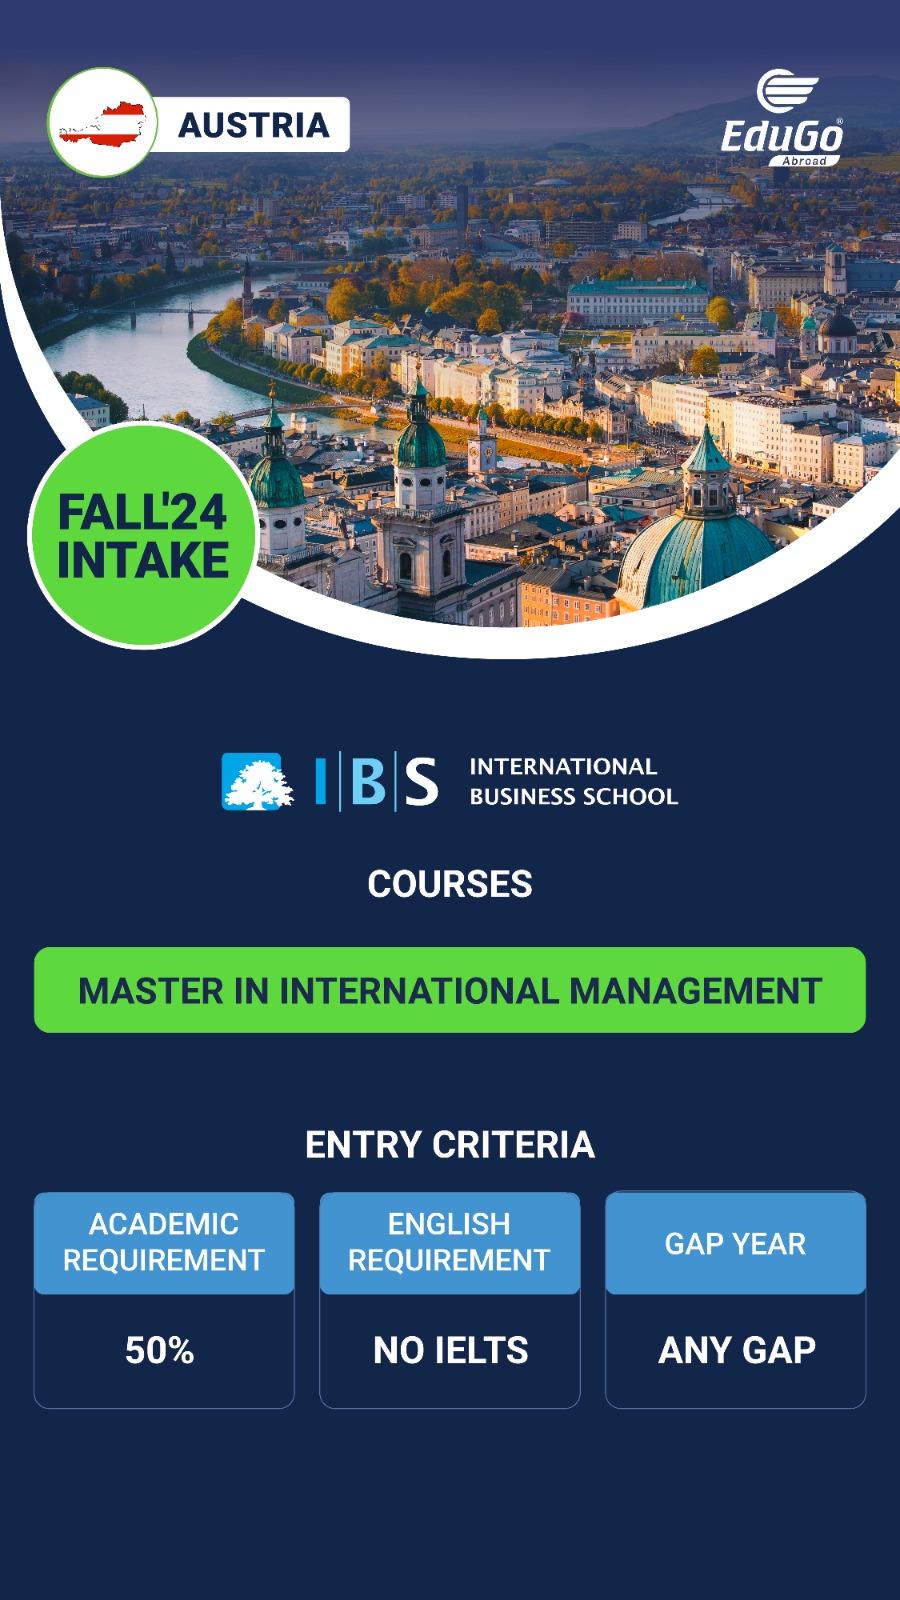 AUSTRIA
EduGo®
Abroad
FALL'24
INTAKE
IBS
INTERNATIONAL
BUSINESS SCHOOL
COURSES
MASTER IN INTERNATIONAL MANAGEMENT
ENTRY CRITERIA
ACADEMIC
REQUIREMENT
50%
ENGLISH
REQUIREMENT
NO IELTS
GAP YEAR
ANY GAP